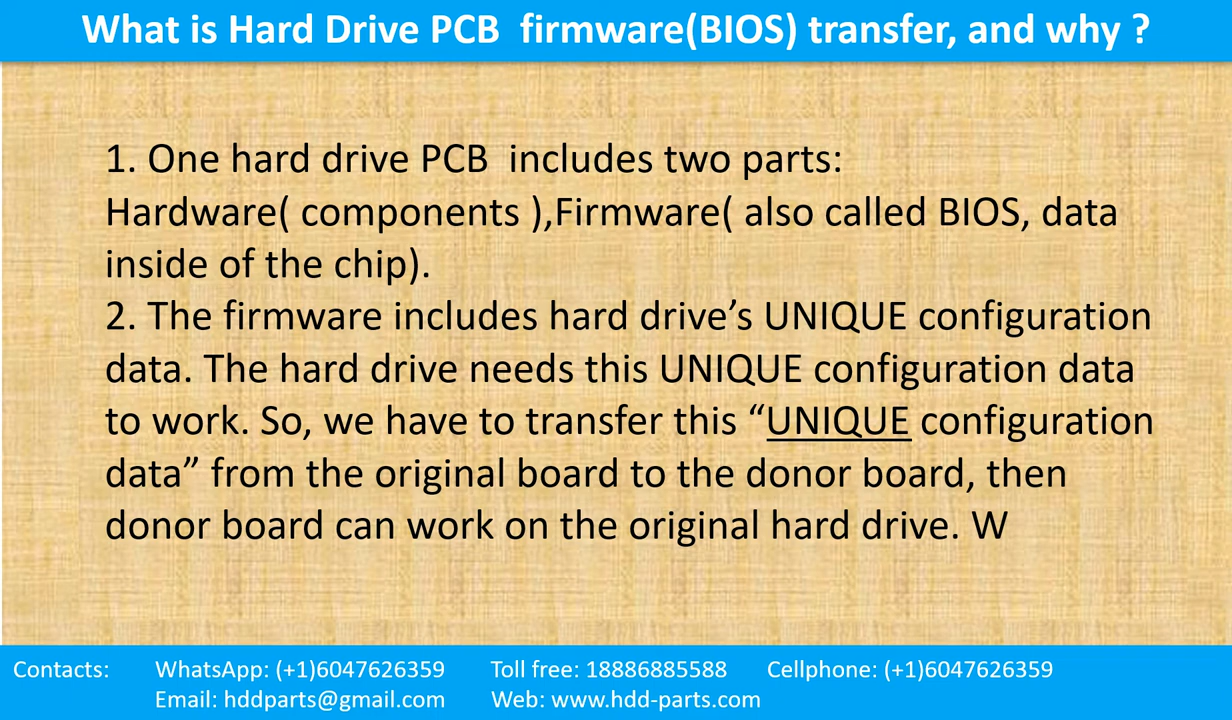 What is Hard Drive PCB  firmware(BIOS) transfer, and why ?
1. One hard drive PCB  includes two parts:
Hardware( components ),Firmware( also called BIOS, data
inside of the chip).
2. The firmware includes hard drive’s UNIQUE configuration
data. The hard drive needs this UNIQUE configuration data
to work. So, we have to transfer this “UNIQUE configuration
data” from the original board to the donor board, then
donor board can work on the original hard drive. W
Contacts: WhatsApp: (+1)6047626359 Toll free: 18886885588 Cellphone: (+1)6047626359
Email: hddparts@gmail.com Web: www.hdd-parts.com